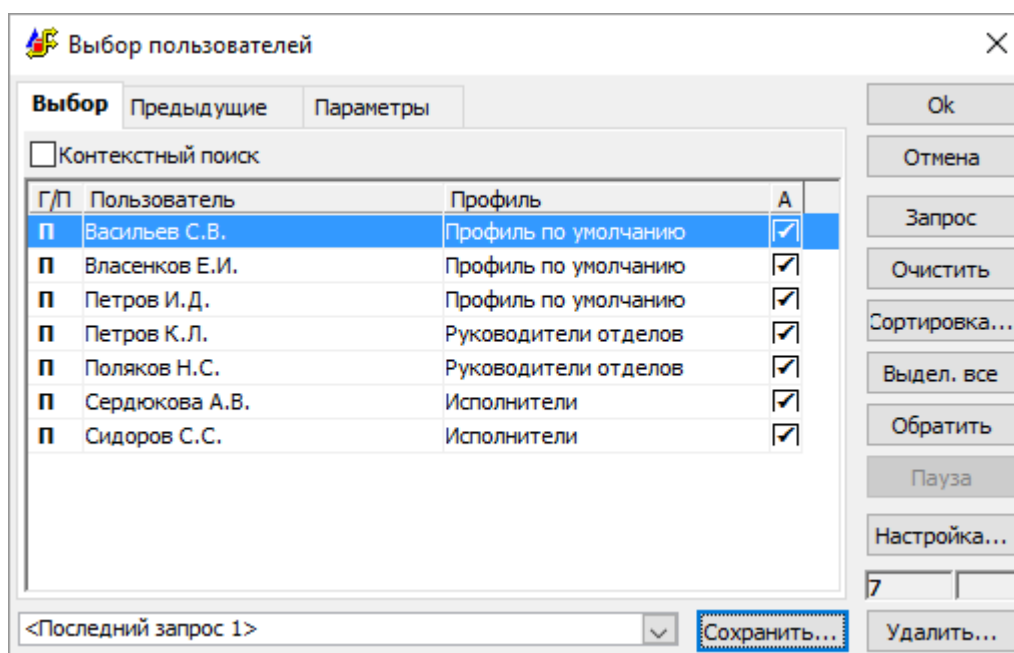 Выбор пользователей
Выбор Предыдущие Параметры
Ok
Контекстный поиск
Отмена
Г/П Пользователь Профиль А
Запрос
П Васильев С.В. Профиль по умолчанию
П Власенков Е.И. Профиль по умолчанию
Очистить
П Петров И.Д. Профиль по умолчанию
Сортировка...
П Петров К.Л. Руководители отделов
П Поляков Н.С. Руководители отделов
Выдел. все
П Сердюкова А.В. Исполнители
Обратить
П Сидоров С.С. Исполнители
Пауза
Настройка...
7
<Последний запрос 1> Сохранить... Удалить...